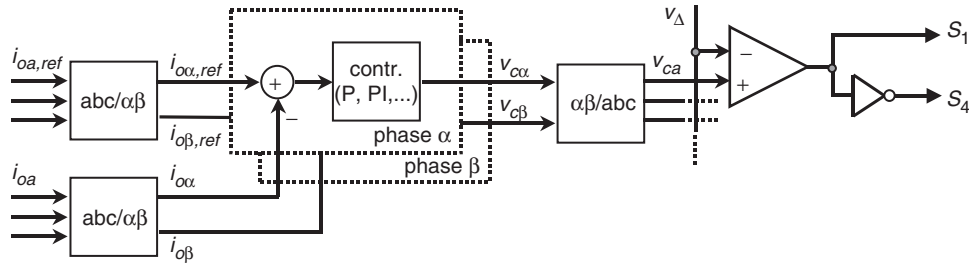 i_{oa,ref}
abc/αβ
i_{oα,ref}
i_{oβ,ref}
+
−
contr.
(P, PI,...)
phase α
phase β
v_{cα}
v_{cβ}
αβ/abc
v_{ca}
v_Δ
−
+
S_1
S_4
i_{oa}
abc/αβ
i_{oα}
i_{oβ}